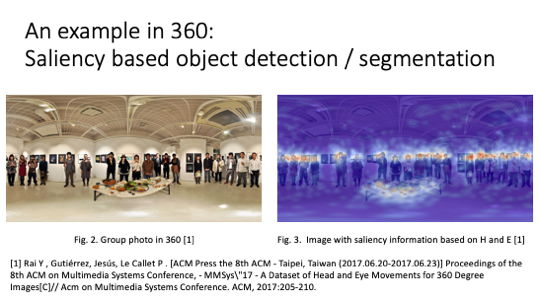 An example in 360:
Saliency based object detection / segmentation
Fig. 2. Group photo in 360 [1]
Fig. 3.  Image with saliency information based on H and E [1]
[1] Rai Y , Gutiérrez, Jesús, Le Callet P . [ACM Press the 8th ACM - Taipei, Taiwan (2017.06.20-2017.06.23)] Proceedings of the
8th ACM on Multimedia Systems Conference, - MMSys\"17 - A Dataset of Head and Eye Movements for 360 Degree
Images[C]// Acm on Multimedia Systems Conference. ACM, 2017:205-210.